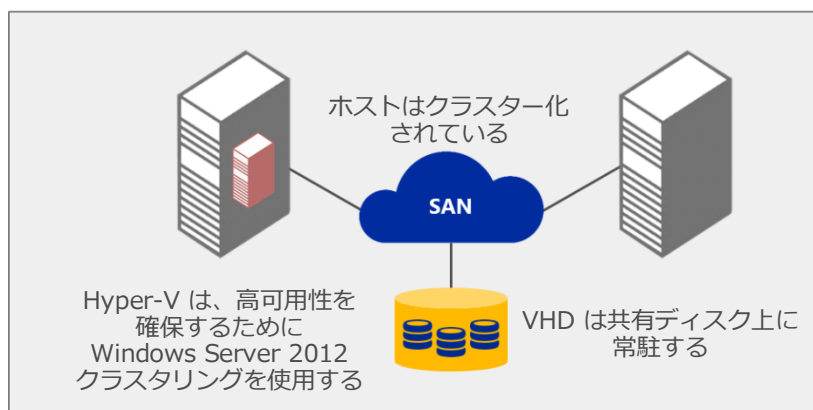 ホストはクラスター化
されている
SAN
Hyper-V は、高可用性を
確保するために
Windows Server 2012
クラスタリングを使用する
VHD は共有ディスク上に
常駐する